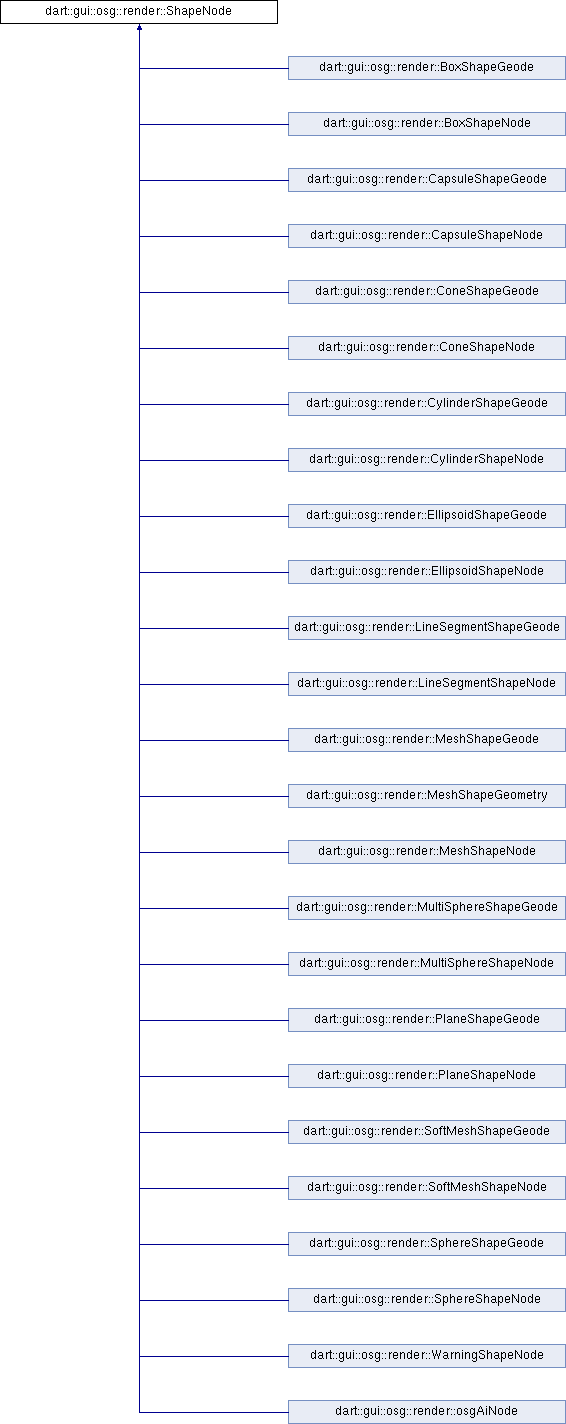 dart::gui::osg::render::ShapeNode
dart::gui::osg::render::BoxShapeGeode
dart::gui::osg::render::BoxShapeNode
dart::gui::osg::render::CapsuleShapeGeode
dart::gui::osg::render::CapsuleShapeNode
dart::gui::osg::render::ConeShapeGeode
dart::gui::osg::render::ConeShapeNode
dart::gui::osg::render::CylinderShapeGeode
dart::gui::osg::render::CylinderShapeNode
dart::gui::osg::render::EllipsoidShapeGeode
dart::gui::osg::render::EllipsoidShapeNode
dart::gui::osg::render::LineSegmentShapeGeode
dart::gui::osg::render::LineSegmentShapeNode
dart::gui::osg::render::MeshShapeGeode
dart::gui::osg::render::MeshShapeGeometry
dart::gui::osg::render::MeshShapeNode
dart::gui::osg::render::MultiSphereShapeGeode
dart::gui::osg::render::MultiSphereShapeNode
dart::gui::osg::render::PlaneShapeGeode
dart::gui::osg::render::PlaneShapeNode
dart::gui::osg::render::SoftMeshShapeGeode
dart::gui::osg::render::SoftMeshShapeNode
dart::gui::osg::render::SphereShapeGeode
dart::gui::osg::render::SphereShapeNode
dart::gui::osg::render::WarningShapeNode
dart::gui::osg::render::osgAiNode